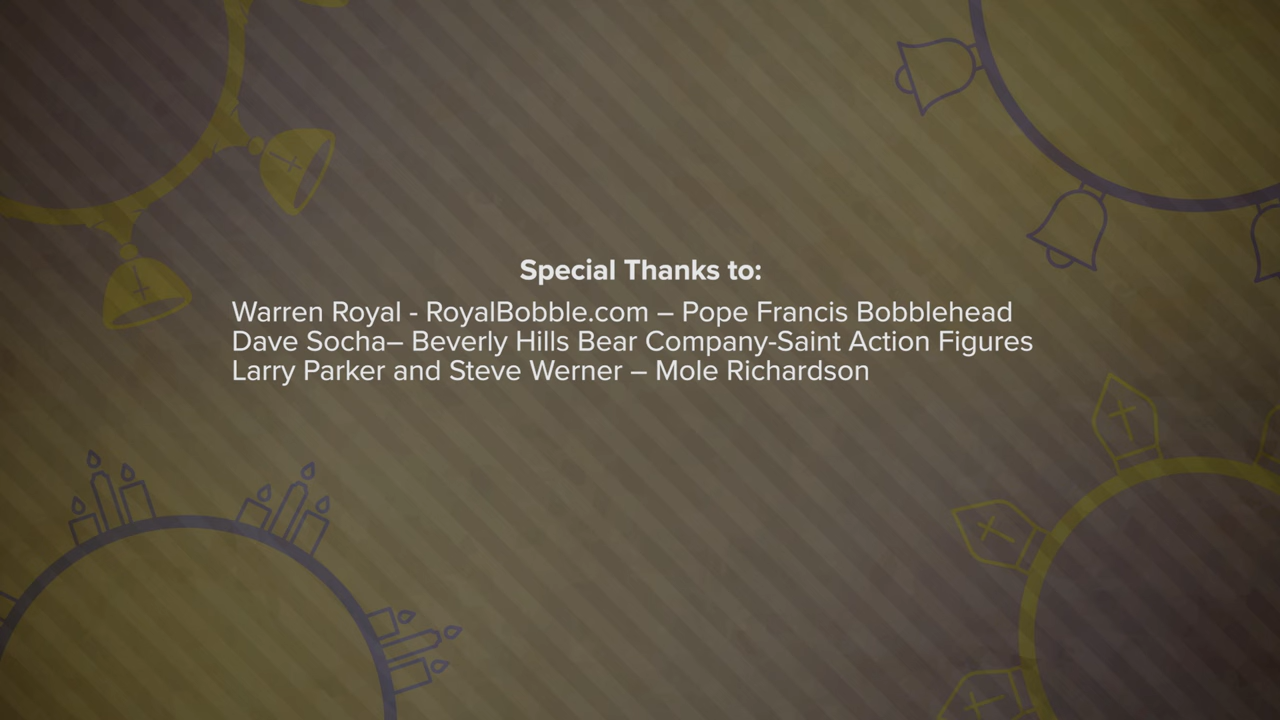 Special Thanks to:
Warren Royal - RoyalBobble.com – Pope Francis Bobblehead
Dave Socha– Beverly Hills Bear Company-Saint Action Figures
Larry Parker and Steve Werner – Mole Richardson